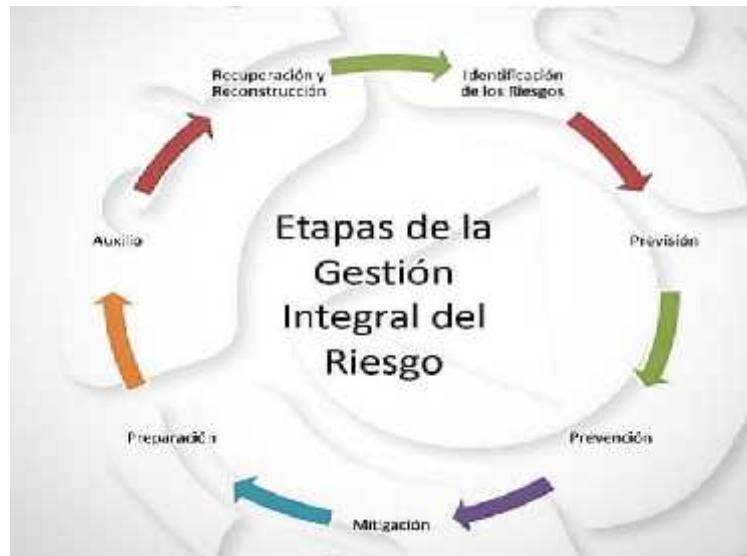 Etapas de la
Gestión
Integral del
Riesgo
Identificación
de los Riesgos
Previsión
Prevención
Mitigación
Preparación
Auxilio
Recuperación y
Reconstrucción